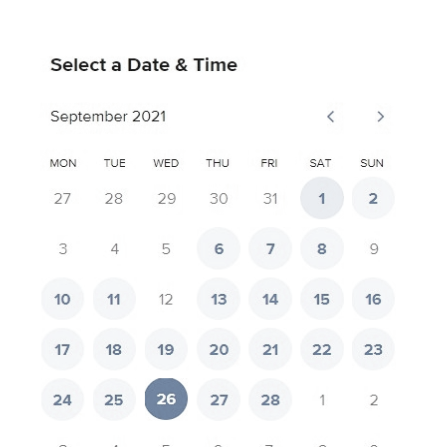 Select a Date & Time
September 2021
MON TUE WED THU FRI SAT SUN
27 28 29 30 31 1 2
3 4 5 6 7 8 9
10 11 12 13 14 15 16
17 18 19 20 21 22 23
24 25 26 27 28 1 2